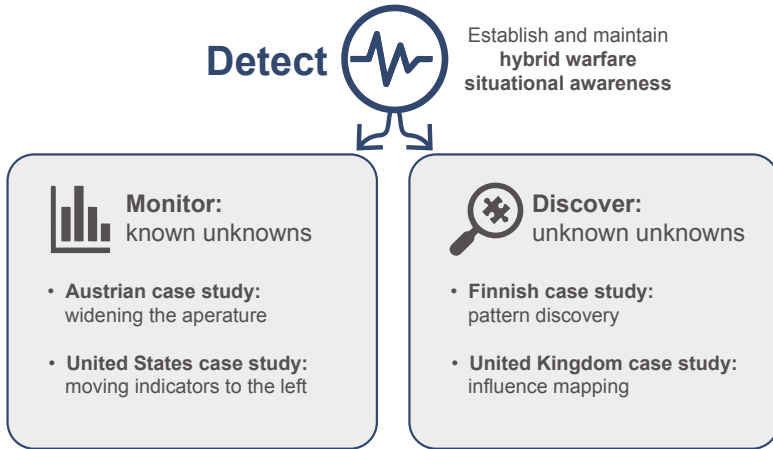 Detect
Establish and maintain
hybrid warfare
situational awareness
Monitor:
known unknowns
• Austrian case study:
widening the aperature
• United States case study:
moving indicators to the left
Discover:
unknown unknowns
• Finnish case study:
pattern discovery
• United Kingdom case study:
influence mapping